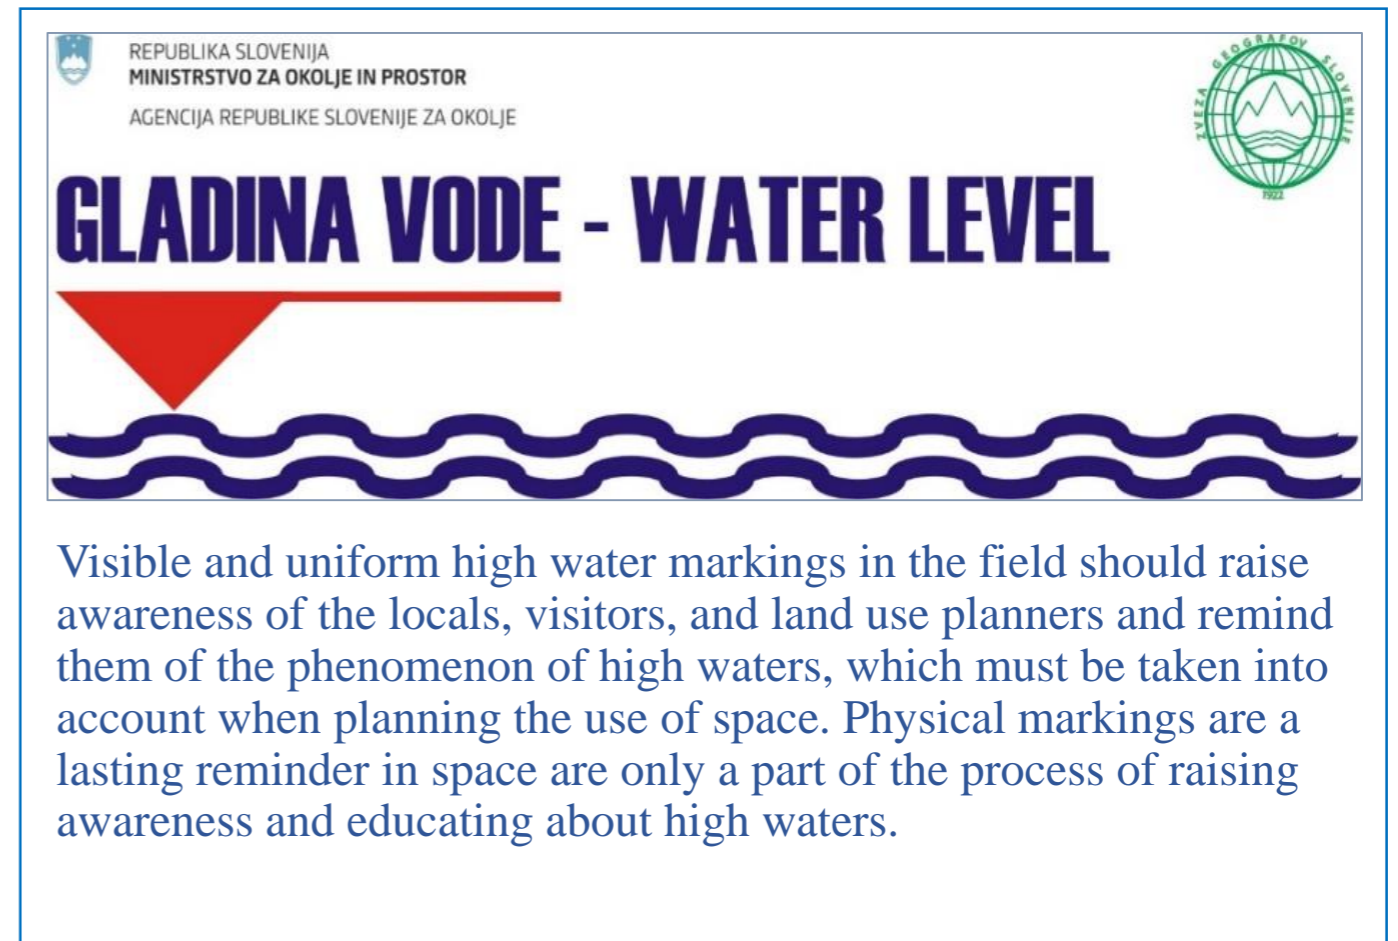 REPUBLIKA SLOVENIJA
MINISTRSTVO ZA OKOLJE IN PROSTOR
AGENCIJA REPUBLIKE SLOVENIJE ZA OKOLJE
ZVEZA GEOGRAFOV SLOVENIJE
1922
GLADINA VODE - WATER LEVEL
Visible and uniform high water markings in the field should raise
awareness of the locals, visitors, and land use planners and remind
them of the phenomenon of high waters, which must be taken into
account when planning the use of space. Physical markings are a
lasting reminder in space are only a part of the process of raising
awareness and educating about high waters.